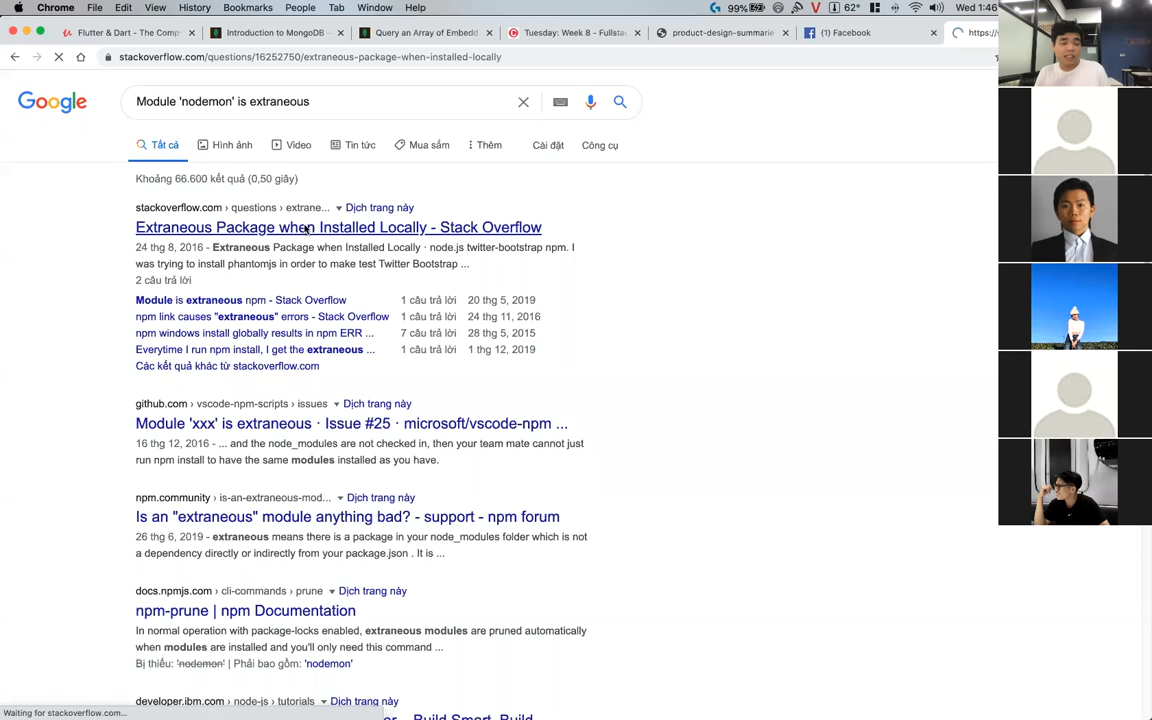 Chrome File Edit View History Bookmarks People Tab Window Help 99% 62° Wed 1:46
Flutter & Dart - The Comp Introduction to MongoDB – Query an Array of Embedd Tuesday: Week 8 - Fullsta product-design-summarie (1) Facebook https://s
stackoverflow.com/questions/16252750/extraneous-package-when-installed-locally
Google Module 'nodemon' is extraneous
Tất cả Hình ảnh Video Tin tức Mua sắm Thêm Cài đặt Công cụ
Khoảng 66.600 kết quả (0,50 giây)
stackoverflow.com › questions › extrane... Dịch trang này
Extraneous Package when Installed Locally - Stack Overflow
24 thg 8, 2016 - Extraneous Package when Installed Locally · node.js twitter-bootstrap npm. I
was trying to install phantomjs in order to make test Twitter Bootstrap ...
2 câu trả lời
Module is extraneous npm - Stack Overflow 1 câu trả lời 20 thg 5, 2019
npm link causes "extraneous" errors - Stack Overflow 1 câu trả lời 24 thg 11, 2016
npm windows install globally results in npm ERR ... 7 câu trả lời 28 thg 5, 2015
Everytime I run npm install, I get the extraneous ... 1 câu trả lời 1 thg 12, 2019
Các kết quả khác từ stackoverflow.com
github.com › vscode-npm-scripts › issues Dịch trang này
Module 'xxx' is extraneous · Issue #25 · microsoft/vscode-npm ...
16 thg 12, 2016 - ... and the node_modules are not checked in, then your team mate cannot just
run npm install to have the same modules installed as you have.
npm.community › is-an-extraneous-mod... Dịch trang này
Is an "extraneous" module anything bad? - support - npm forum
26 thg 6, 2019 - extraneous means there is a package in your node_modules folder which is not
a dependency directly or indirectly from your package.json . It is ...
docs.npmjs.com › cli-commands › prune Dịch trang này
npm-prune | npm Documentation
In normal operation with package-locks enabled, extraneous modules are pruned automatically
when modules are installed and you'll only need this command ...
Bị thiếu: 'nodemon' | Phải bao gồm: 'nodemon'
developer.ibm.com › node-js › tutorials Dịch trang này
Build Smart. Build
Waiting for stackoverflow.com...